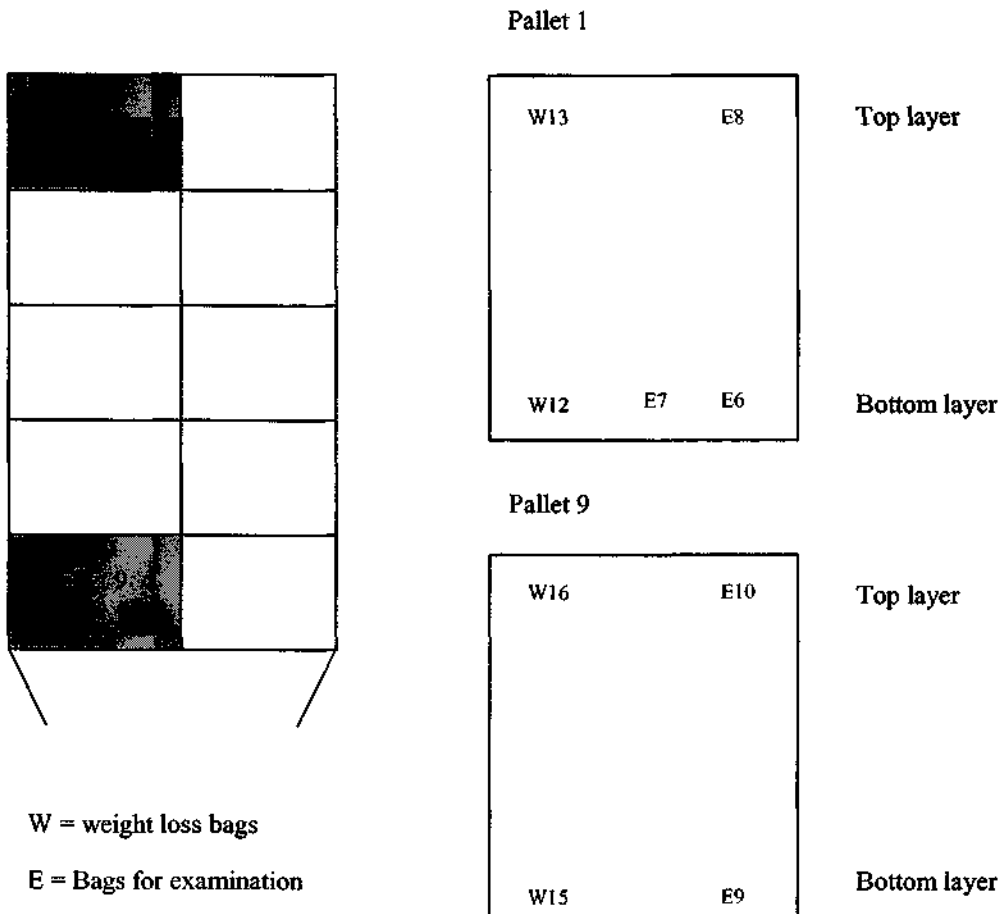 Pallet 1
W13 E8 Top layer
W12 E7 E6 Bottom layer
Pallet 9
9
W16 E10 Top layer
W = weight loss bags
E = Bags for examination
W15 E9 Bottom layer